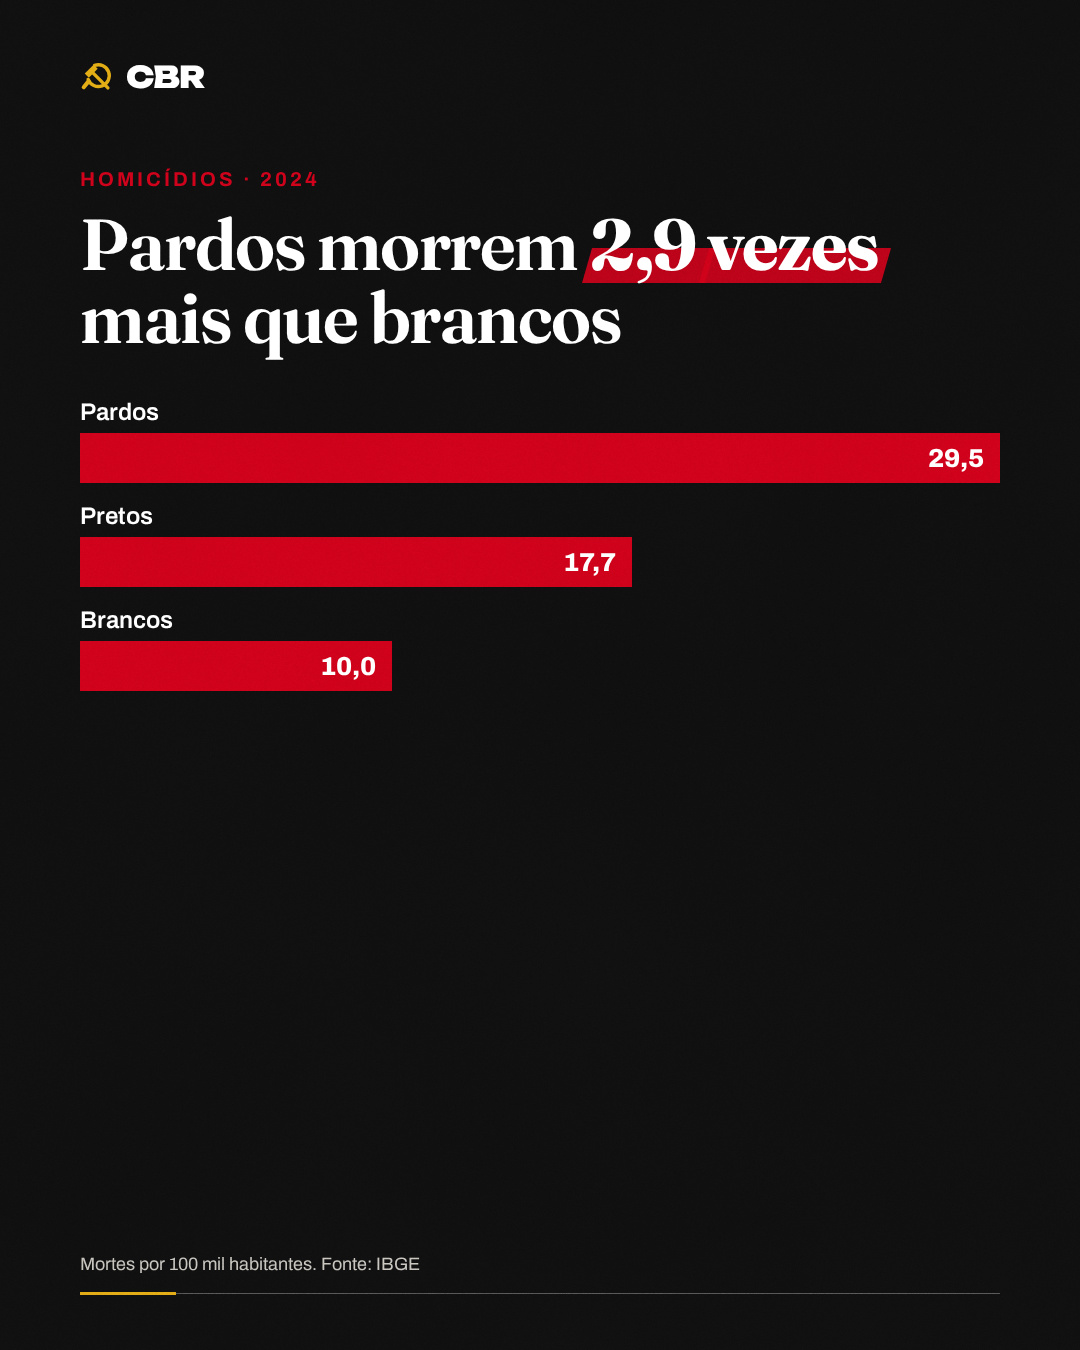 CBR
HOMICÍDIOS · 2024
Pardos morrem 2,9 vezes
mais que brancos
Pardos
29,5
Pretos
17,7
Brancos
10,0
Mortes por 100 mil habitantes. Fonte: IBGE